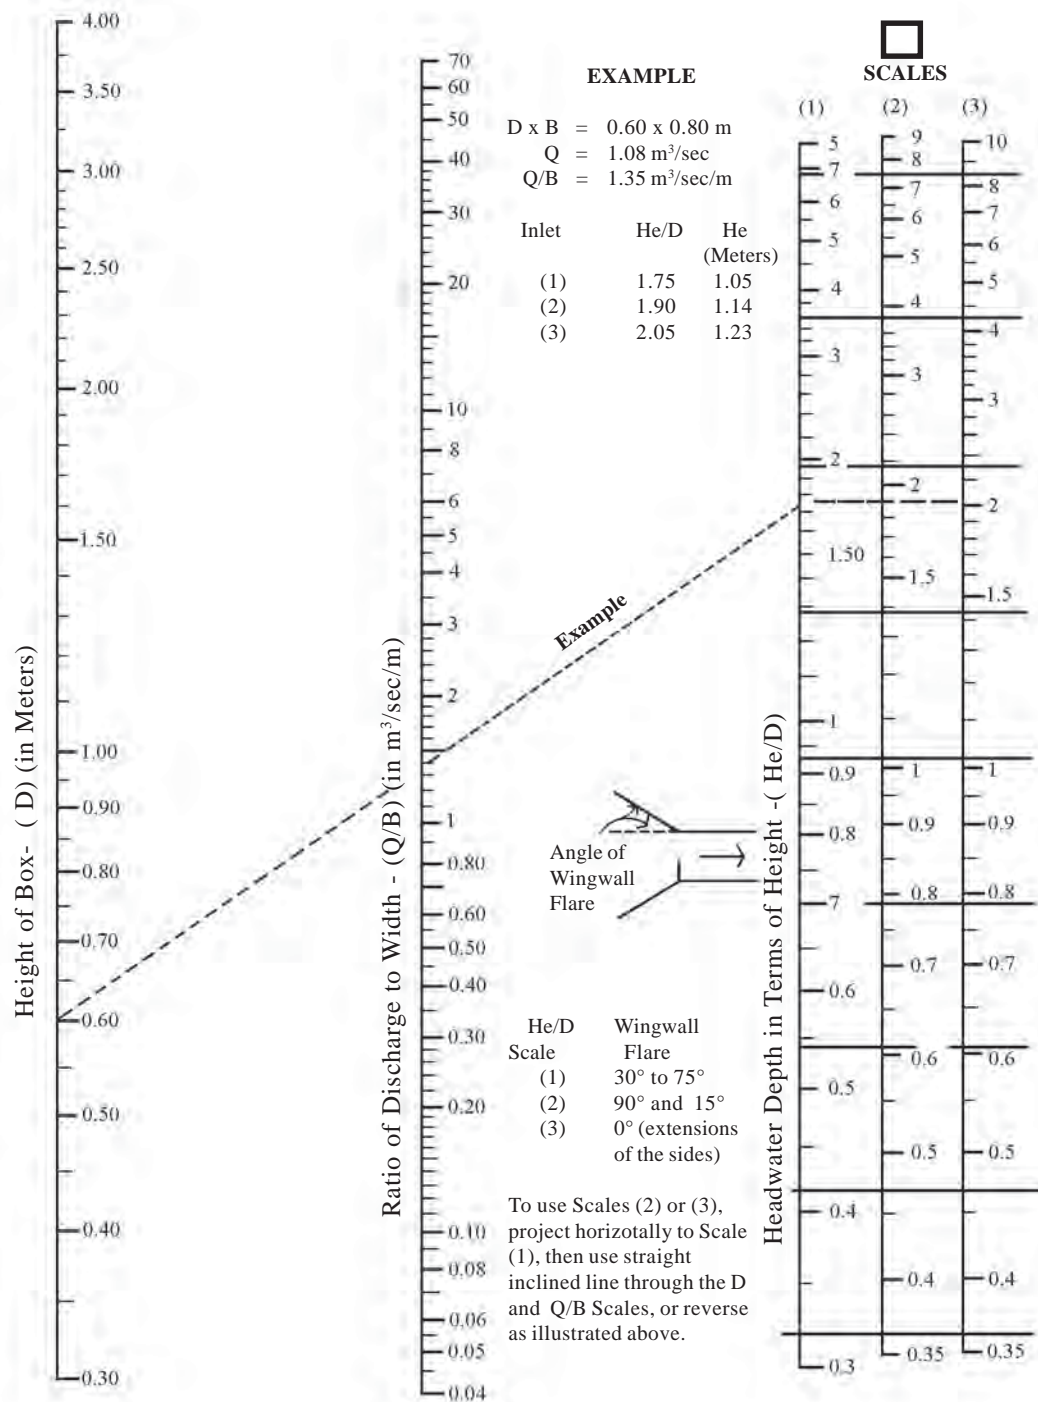 Height of Box- ( D) (in Meters)
4.00
3.50
3.00
2.50
2.00
1.50
1.00
0.90
0.80
0.70
0.60
0.50
0.40
0.30
Ratio of Discharge to Width - (Q/B) (in m³/sec/m)
70
60
50
40
30
20
10
8
6
5
4
3
2
1
0.80
0.60
0.50
0.40
0.30
0.20
0.10
0.08
0.06
0.05
0.04
EXAMPLE
D x B = 0.60 x 0.80 m
Q = 1.08 m³/sec
Q/B = 1.35 m³/sec/m
Inlet He/D He
(Meters)
(1) 1.75 1.05
(2) 1.90 1.14
(3) 2.05 1.23
Example
Angle of
Wingwall
Flare
He/D Wingwall
Scale Flare
(1) 30° to 75°
(2) 90° and 15°
(3) 0° (extensions
of the sides)
To use Scales (2) or (3),
project horizotally to Scale
(1), then use straight
inclined line through the D
and Q/B Scales, or reverse
as illustrated above.
Headwater Depth in Terms of Height -( He/D)
SCALES
(1) (2) (3)
5
7
6
5
4
3
2
1.50
1
0.9
0.8
7
0.6
0.5
0.4
0.3
9
8
7
6
5
4
3
2
1.5
1
0.9
0.8
0.7
0.6
0.5
0.4
0.35
10
8
7
6
5
4
3
2
1.5
1
0.9
0.8
0.7
0.6
0.5
0.4
0.35